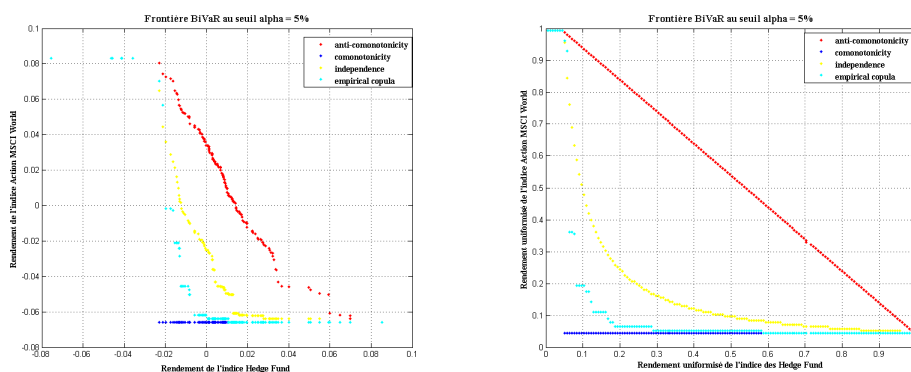 Frontière BiVaR au seuil alpha = 5%
Rendement de l'indice Action MSCI World
0.1
0.08
0.06
0.04
0.02
0
-0.02
-0.04
-0.06
-0.08
anti-comonotonicity
comonotonicity
independence
empirical copula
-0.08 -0.06 -0.04 -0.02 0 0.02 0.04 0.06 0.08 0.1
Rendement de l'indice Hedge Fund
Frontière BiVaR au seuil alpha = 5%
Rendement uniformisé de l'indice Action MSCI World
1
0.9
0.8
0.7
0.6
0.5
0.4
0.3
0.2
0.1
0
anti-comonotonicity
comonotonicity
independence
empirical copula
0 0.1 0.2 0.3 0.4 0.5 0.6 0.7 0.8 0.9
Rendement uniformisé de l'indice des Hedge Fund